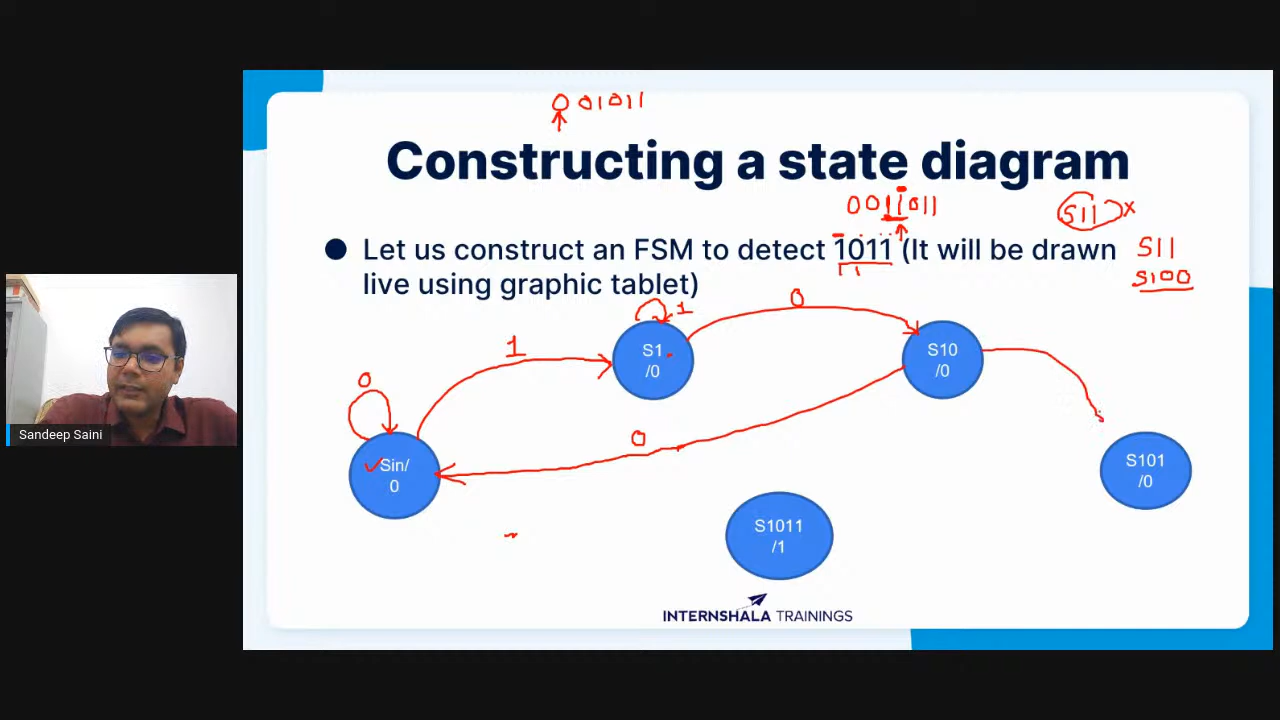 001011
Constructing a state diagram
0011011
S11 x
Let us construct an FSM to detect 1011 (It will be drawn
live using graphic tablet)
S11
S100
1
0
1
S1
/0
S10
/0
0
0
Sin/
0
S101
/0
S1011
/1
Sandeep Saini
INTERNSHALA TRAININGS